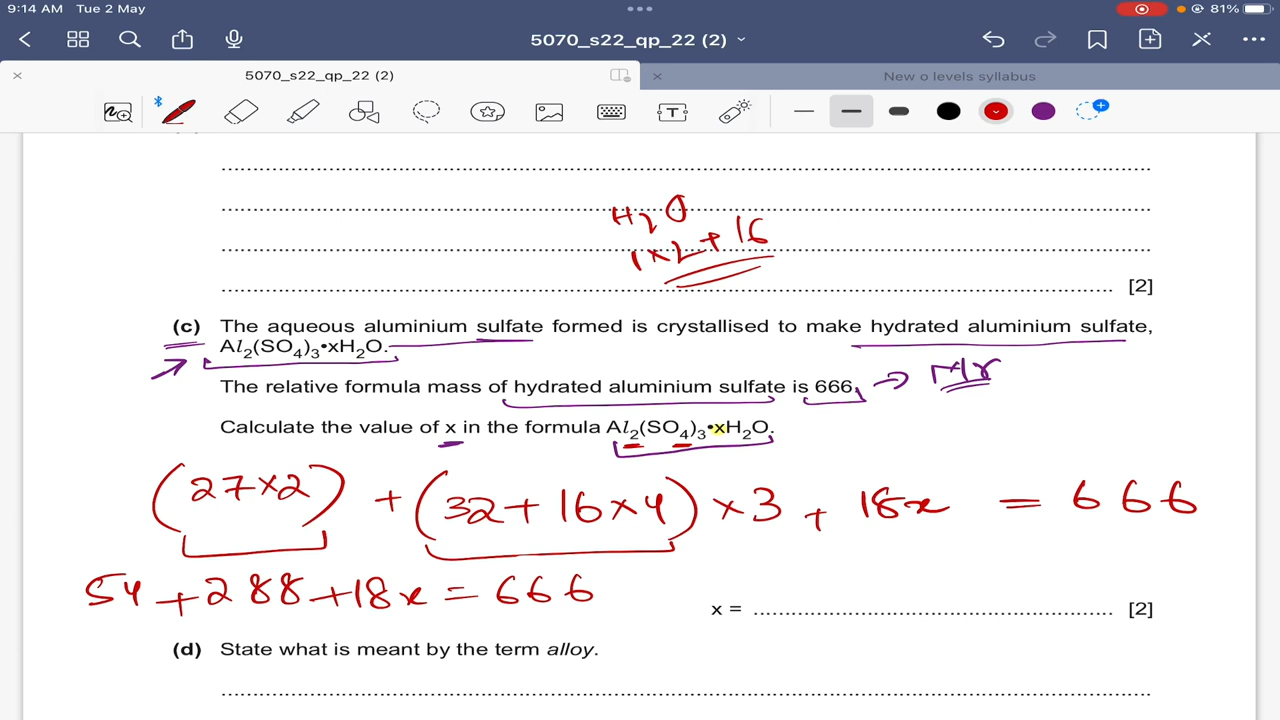 9:14 AM Tue 2 May
81%
5070_s22_qp_22 (2)
5070_s22_qp_22 (2)
New o levels syllabus
H₂O
1×2 + 16
[2]
(c) The aqueous aluminium sulfate formed is crystallised to make hydrated aluminium sulfate,
Al₂(SO₄)₃•xH₂O.
The relative formula mass of hydrated aluminium sulfate is 666. → Mr
Calculate the value of x in the formula Al₂(SO₄)₃•xH₂O.
(27×2) + (32 + 16×4) × 3 + 18x = 666
54 + 288 + 18x = 666
x = ............ [2]
(d) State what is meant by the term alloy.